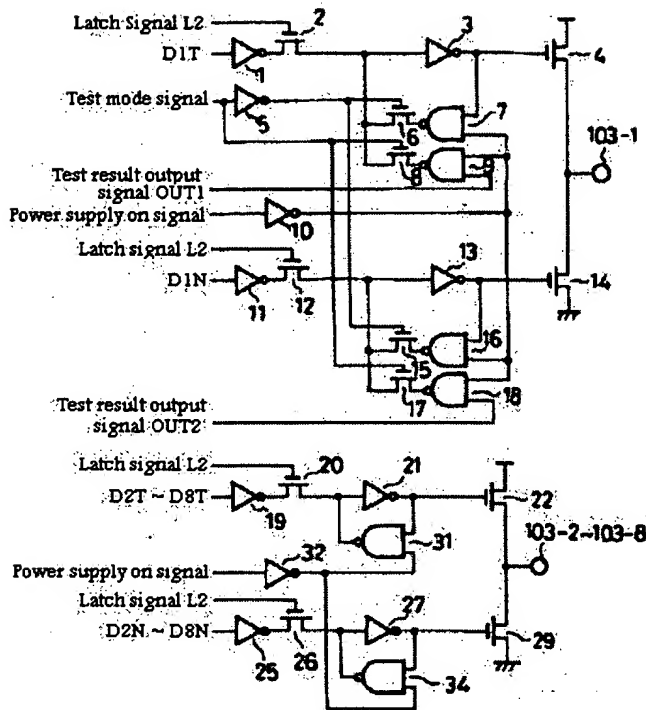 Latch Signal L2
2
3
D1T
1
4
Test mode signal
5
6
7
103-1
8
9
Test result output
signal OUT1
Power supply on signal
10
Latch signal L2
13
D1N
11
12
14
15
16
17
18
Test result output
signal OUT2
Latch signal L2
20
21
D2T ~ D8T
19
22
31
32
103-2~103-8
Power supply on signal
Latch signal L2
27
D2N ~ D8N
25
26
29
34